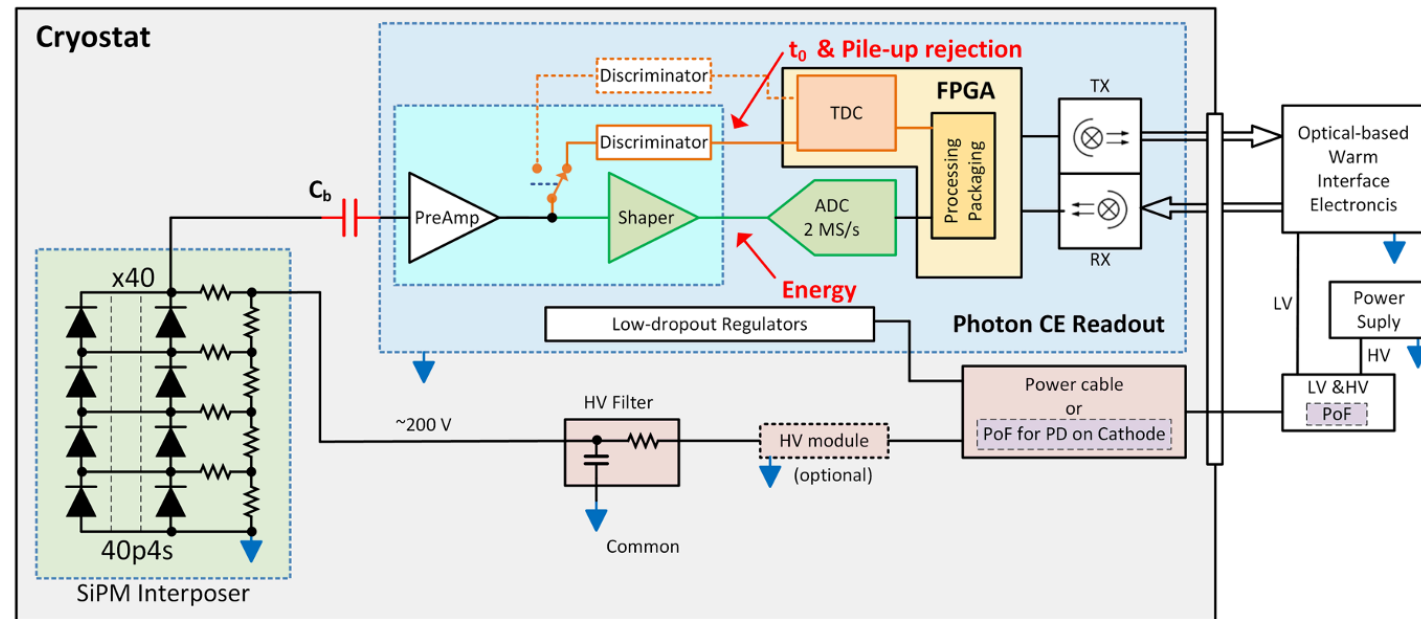 Cryostat
t₀ & Pile-up rejection
Discriminator
FPGA
TX
TDC
Discriminator
Optical-based
Warm
Interface
Electroncis
Processing
Packaging
C_b
PreAmp
Shaper
ADC
2 MS/s
RX
x40
Energy
LV
Power
Suply
Low-dropout Regulators
Photon CE Readout
HV
Power cable
or
PoF for PD on Cathode
LV &HV
PoF
HV Filter
~200 V
HV module
(optional)
40p4s
Common
SiPM Interposer